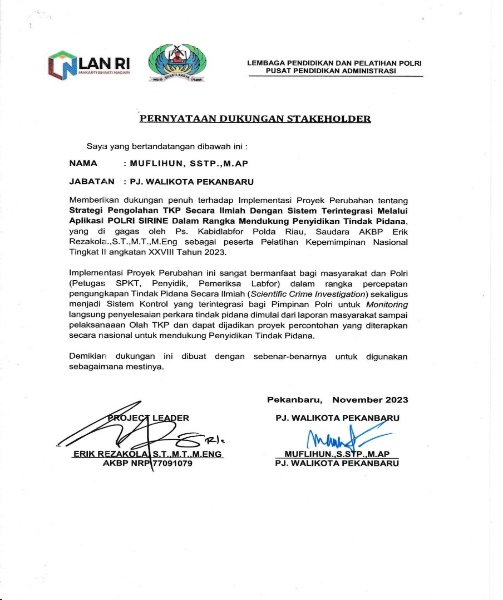 LAN RI
MAKARTI BHAKTI NAGARI
LEMBAGA PENDIDIKAN DAN PELATIHAN POLRI
PUSAT PENDIDIKAN ADMINISTRASI
PERNYATAAN DUKUNGAN STAKEHOLDER
Saya yang bertandatangan dibawah ini :
NAMA : MUFLIHUN, SSTP.,M.AP
JABATAN : PJ. WALIKOTA PEKANBARU
Memberikan dukungan penuh terhadap Implementasi Proyek Perubahan tentang
Strategi Pengolahan TKP Secara Ilmiah Dengan Sistem Terintegrasi Melalui
Aplikasi POLRI SIRINE Dalam Rangka Mendukung Penyidikan Tindak Pidana,
yang di gagas oleh Ps. Kabidlabfor Polda Riau, Saudara AKBP Erik
Rezakola.,S.T.,M.T.,M.Eng sebagai peserta Pelatihan Kepemimpinan Nasional
Tingkat II angkatan XXVIII Tahun 2023.
Implementasi Proyek Perubahan ini sangat bermanfaat bagi masyarakat dan Polri
(Petugas SPKT, Penyidik, Pemeriksa Labfor) dalam rangka percepatan
pengungkapan Tindak Pidana Secara Ilmiah (Scientific Crime Investigation) sekaligus
menjadi Sistem Kontrol yang terintegrasi bagi Pimpinan Polri untuk Monitoring
langsung penyelesaian perkara tindak pidana dimulai dari laporan masyarakat sampai
pelaksanaaan Olah TKP dan dapat dijadikan proyek percontohan yang diterapkan
secara nasional untuk mendukung Penyidikan Tindak Pidana.
Demikian dukungan ini dibuat dengan sebenar-benarnya untuk digunakan
sebagaimana mestinya.
Pekanbaru, November 2023
PROJECT LEADER
ERIK REZAKOLA, S.T.,M.T.,M.ENG
AKBP NRP 77091079
PJ. WALIKOTA PEKANBARU
MUFLIHUN.,S.STP.,M.AP
PJ. WALIKOTA PEKANBARU